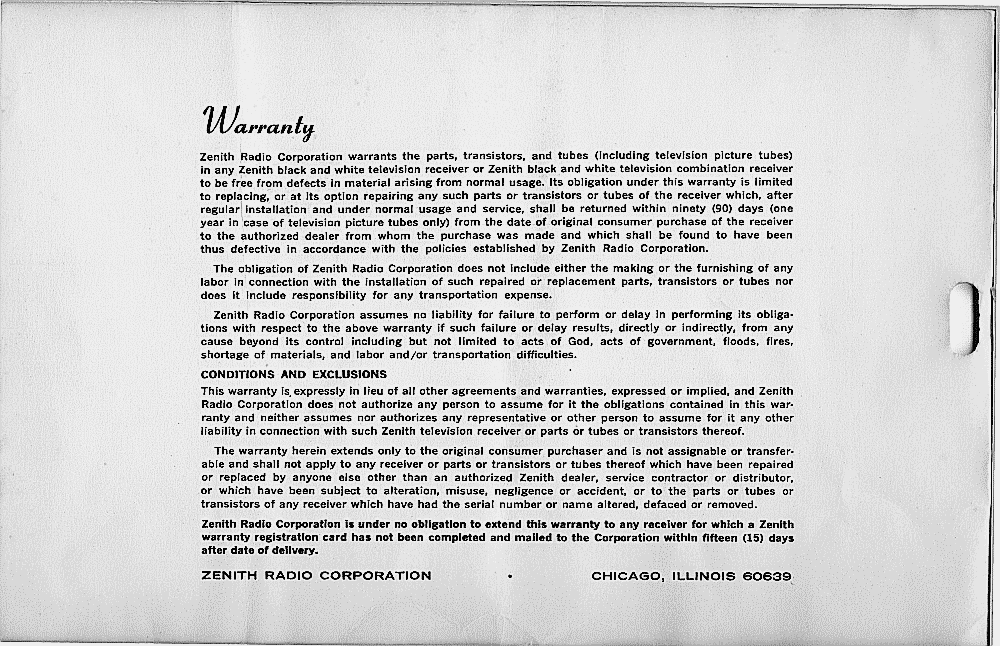 Warranty
Zenith Radio Corporation warrants the parts, transistors, and tubes (including television picture tubes)
in any Zenith black and white television receiver or Zenith black and white television combination receiver
to be free from defects in material arising from normal usage. Its obligation under this warranty is limited
to replacing, or at its option repairing any such parts or transistors or tubes of the receiver which, after
regular installation and under normal usage and service, shall be returned within ninety (90) days (one
year in case of television picture tubes only) from the date of original consumer purchase of the receiver
to the authorized dealer from whom the purchase was made and which shall be found to have been
thus defective in accordance with the policies established by Zenith Radio Corporation.
The obligation of Zenith Radio Corporation does not include either the making or the furnishing of any
labor in connection with the installation of such repaired or replacement parts, transistors or tubes nor
does it include responsibility for any transportation expense.
Zenith Radio Corporation assumes no liability for failure to perform or delay in performing its obliga-
tions with respect to the above warranty if such failure or delay results, directly or indirectly, from any
cause beyond its control including but not limited to acts of God, acts of government, floods, fires,
shortage of materials, and labor and/or transportation difficulties.
CONDITIONS AND EXCLUSIONS
This warranty is expressly in lieu of all other agreements and warranties, expressed or implied, and Zenith
Radio Corporation does not authorize any person to assume for it the obligations contained in this war-
ranty and neither assumes nor authorizes any representative or other person to assume for it any other
liability in connection with such Zenith television receiver or parts or tubes or transistors thereof.
The warranty herein extends only to the original consumer purchaser and is not assignable or transfer-
able and shall not apply to any receiver or parts or transistors or tubes thereof which have been repaired
or replaced by anyone else other than an authorized Zenith dealer, service contractor or distributor,
or which have been subject to alteration, misuse, negligence or accident, or to the parts or tubes or
transistors of any receiver which have had the serial number or name altered, defaced or removed.
Zenith Radio Corporation is under no obligation to extend this warranty to any receiver for which a Zenith
warranty registration card has not been completed and mailed to the Corporation within fifteen (15) days
after date of delivery.
ZENITH RADIO CORPORATION • CHICAGO, ILLINOIS 60639